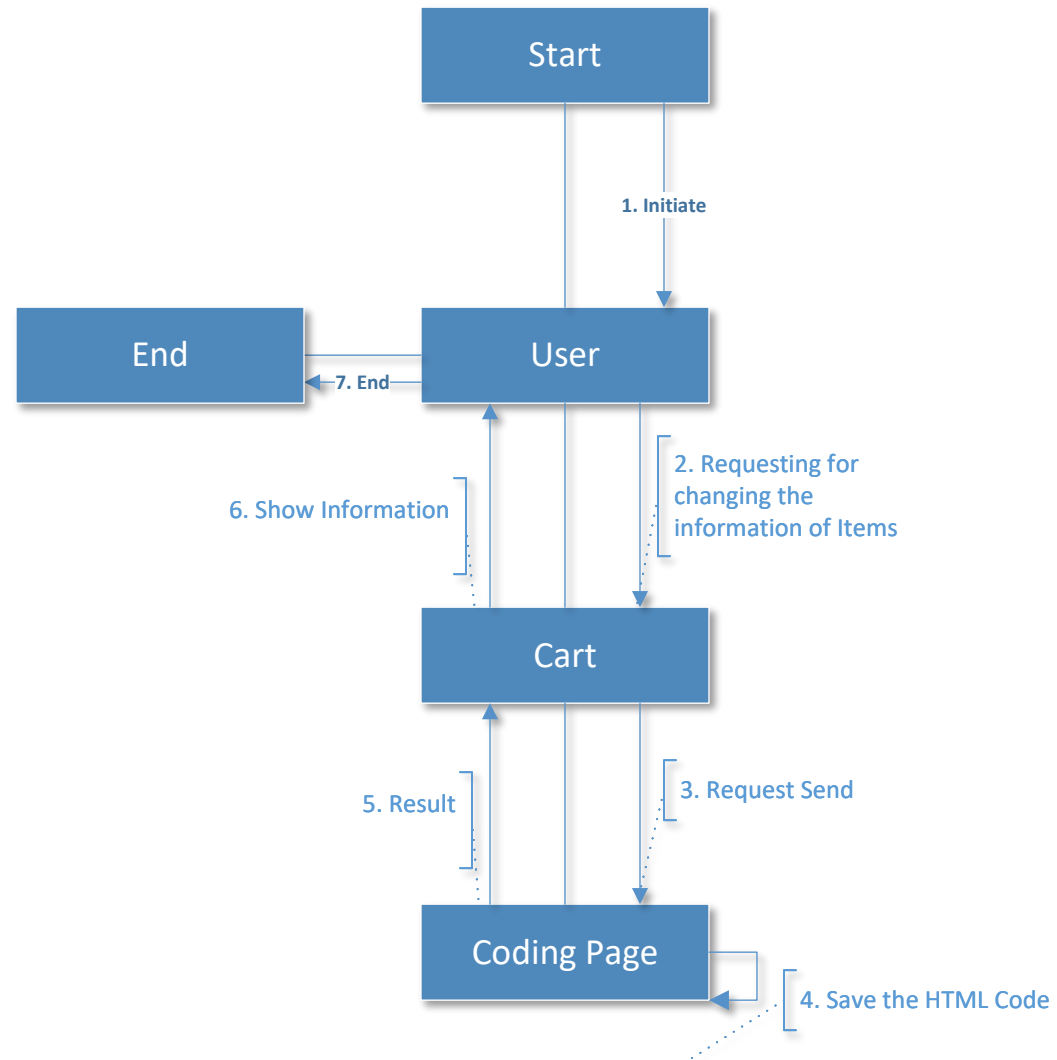 Start
1. Initiate
End
User
7. End
2. Requesting for
changing the
information of Items
6. Show Information
Cart
3. Request Send
5. Result
Coding Page
4. Save the HTML Code